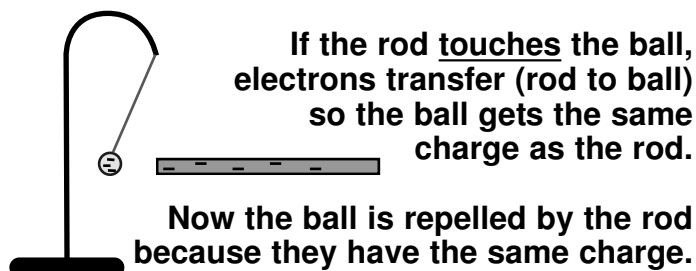 If the rod touches the ball,
electrons transfer (rod to ball)
so the ball gets the same
charge as the rod.
Now the ball is repelled by the rod
because they have the same charge.